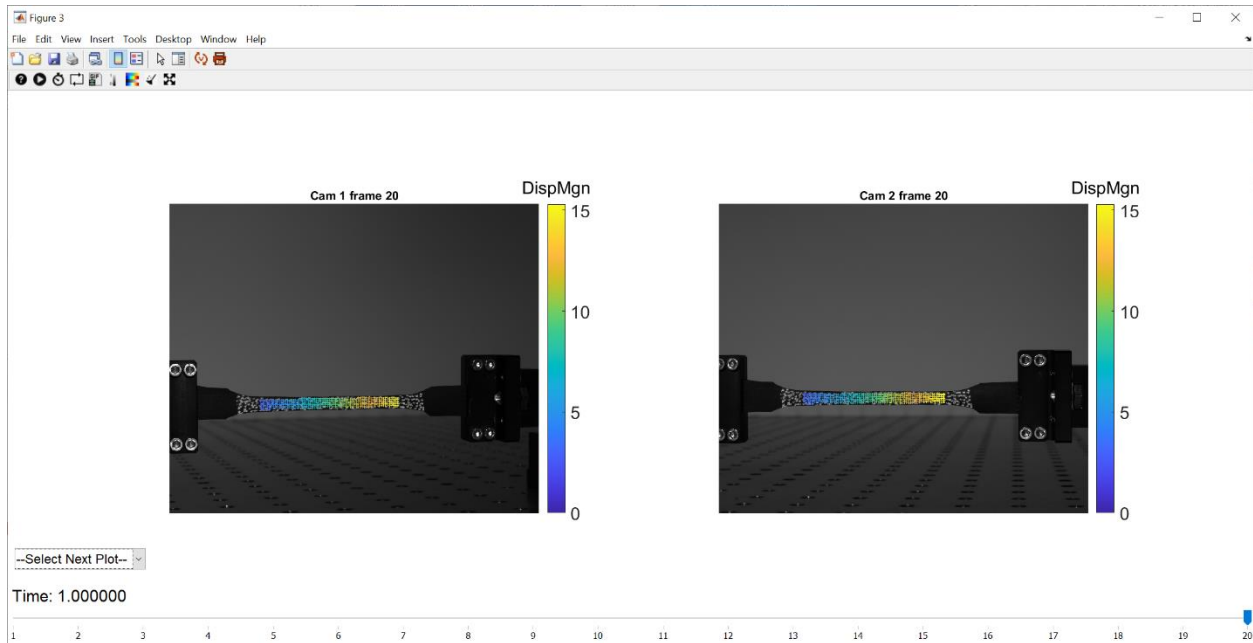 Figure 3
File Edit View Insert Tools Desktop Window Help
Cam 1 frame 20
DispMgn
15
10
5
0
Cam 2 frame 20
DispMgn
15
10
5
0
--Select Next Plot--
Time: 1.000000
1 2 3 4 5 6 7 8 9 10 11 12 13 14 15 16 17 18 19 20